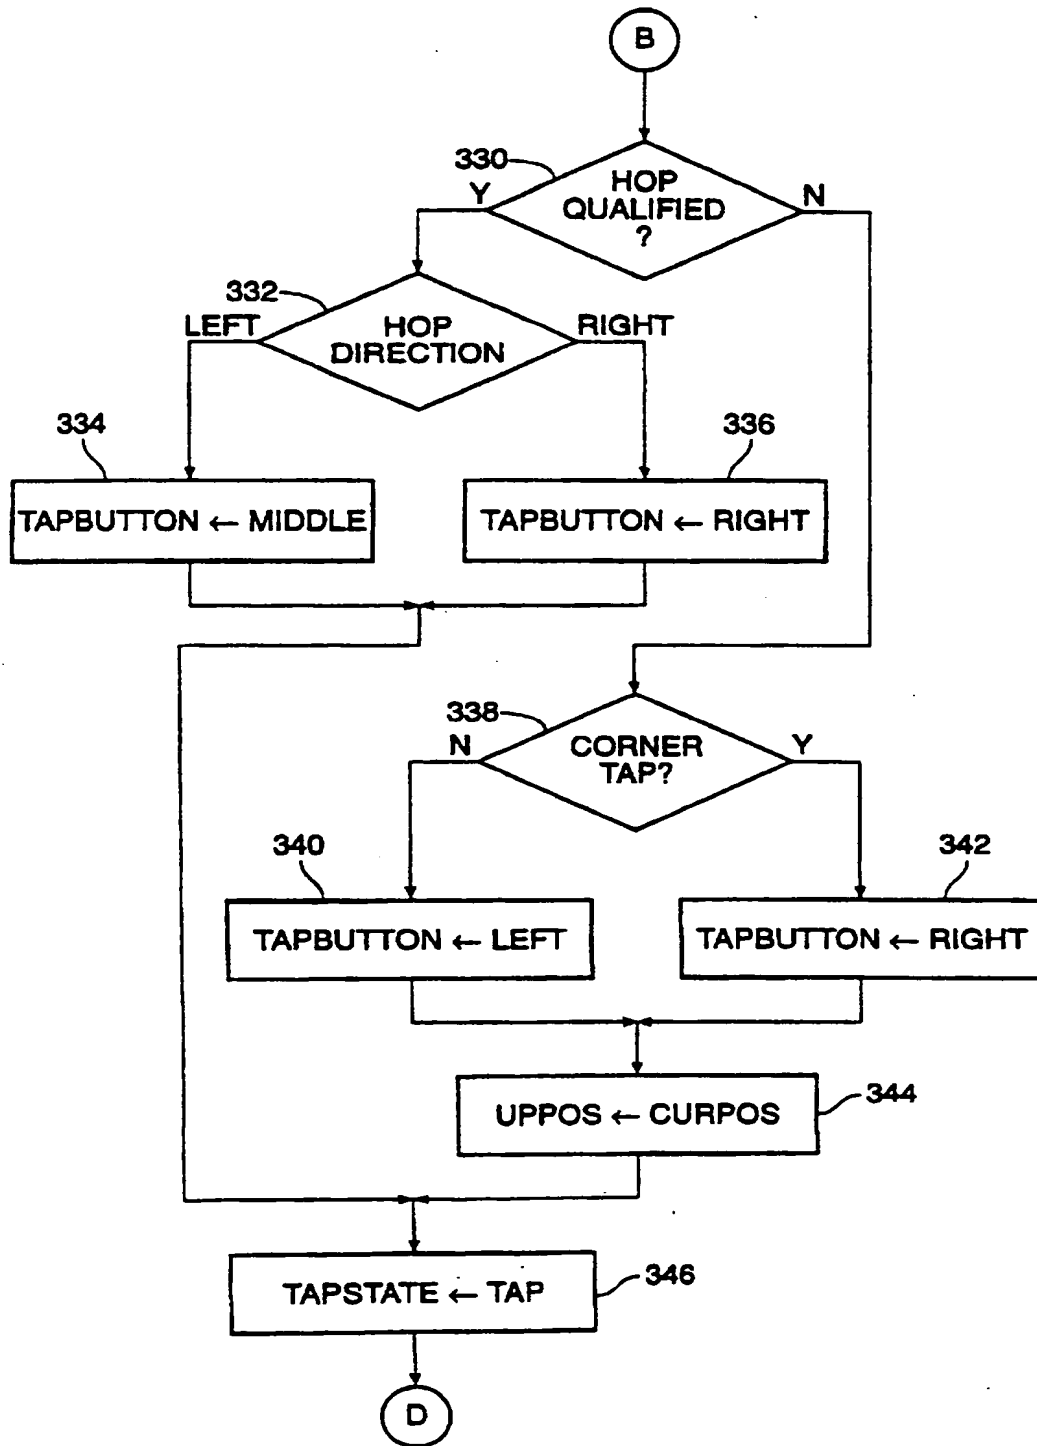 B
330
Y
HOP
QUALIFIED
?
N
332
LEFT
HOP
DIRECTION
RIGHT
334
336
TAPBUTTON ← MIDDLE
TAPBUTTON ← RIGHT
338
N
CORNER
TAP?
Y
340
342
TAPBUTTON ← LEFT
TAPBUTTON ← RIGHT
UPPOS ← CURPOS
344
TAPSTATE ← TAP
346
D